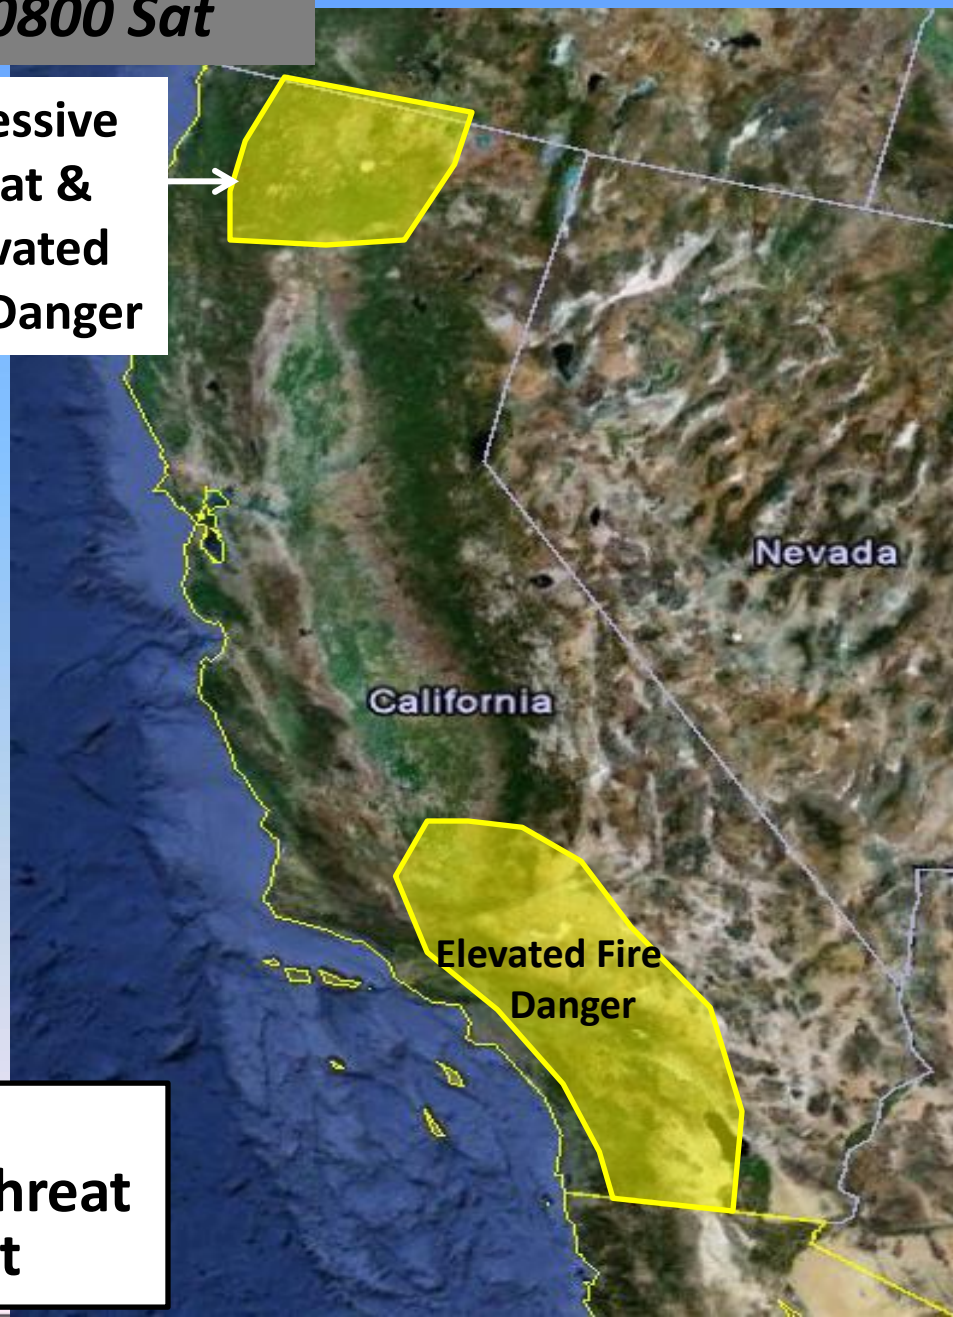 0800 Sat
essive
at &
vated
Danger
Nevada
California
Elevated Fire
Danger
hreat
t